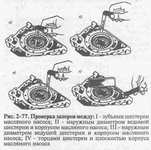 Рис. 2-77. Проверка зазоров между: I - зубьями шестерен
масляного насоса; II - наружным диаметром ведомой
шестерни и корпусом масляного насоса; III - наружным
диаметром ведущей шестерни и корпусом масляного
насоса; IV - торцами шестерен и плоскостью корпуса
масляного насоса